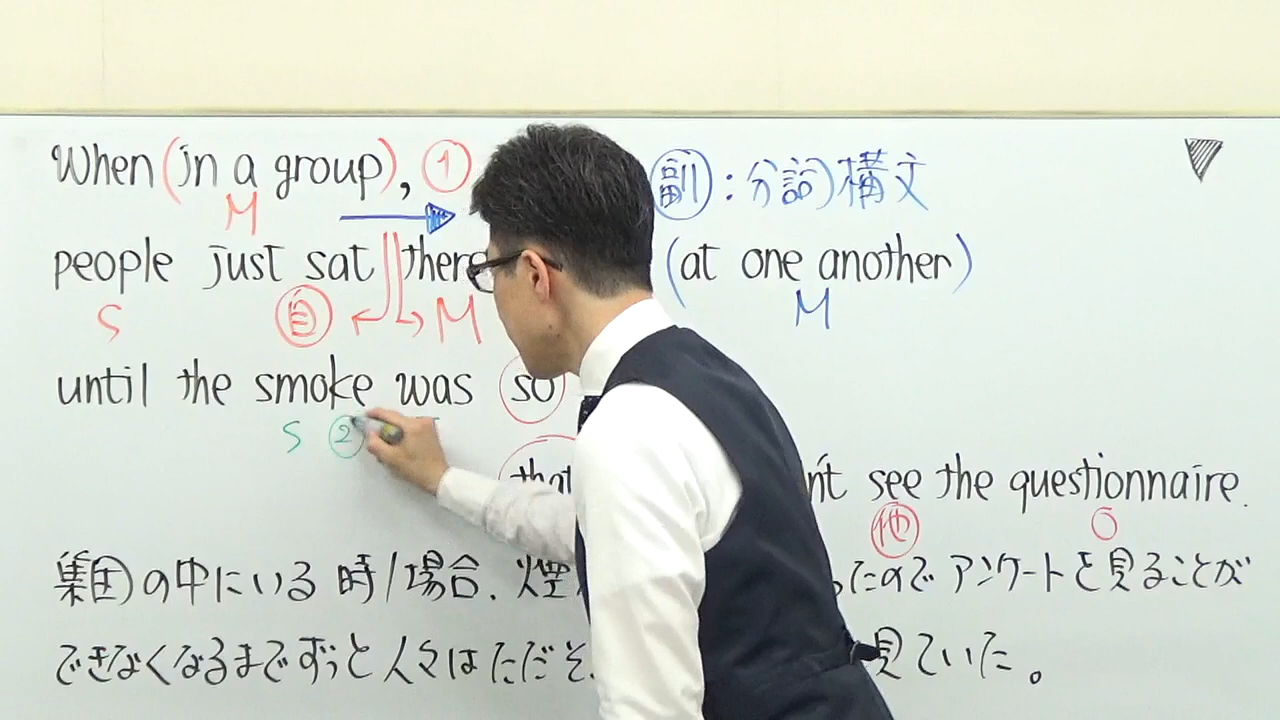 When (in a group), ① 副 : 分詞構文
M
people just sat there (at one another)
S 自 M M
until the smoke was so
S ②
that n't see the questionnaire.
他 O
集団の中にいる時/場合、煙 ったのでアンケートを見ることが
できなくなるまでずっと人々はただそ 見ていた。